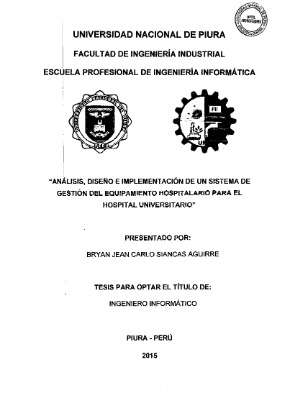 UNIVERSIDAD NACIONAL DE PIURA
FACULTAD DE INGENIERÍA INDUSTRIAL
ESCUELA PROFESIONAL DE INGENIERÍA INFORMÁTICA
"ANÁLISIS, DISEÑO E IMPLEMENTACIÓN DE UN SISTEMA DE
GESTIÓN DEL EQUIPAMIENTO HOSPITALARIO PARA EL
HOSPITAL UNIVERSITARIO"
PRESENTADO POR:
BRYAN JEAN CARLO SIANCAS AGUIRRE
TESIS PARA OPTAR EL TÍTULO DE:
INGENIERO INFORMÁTICO
PIURA - PERÚ
2015